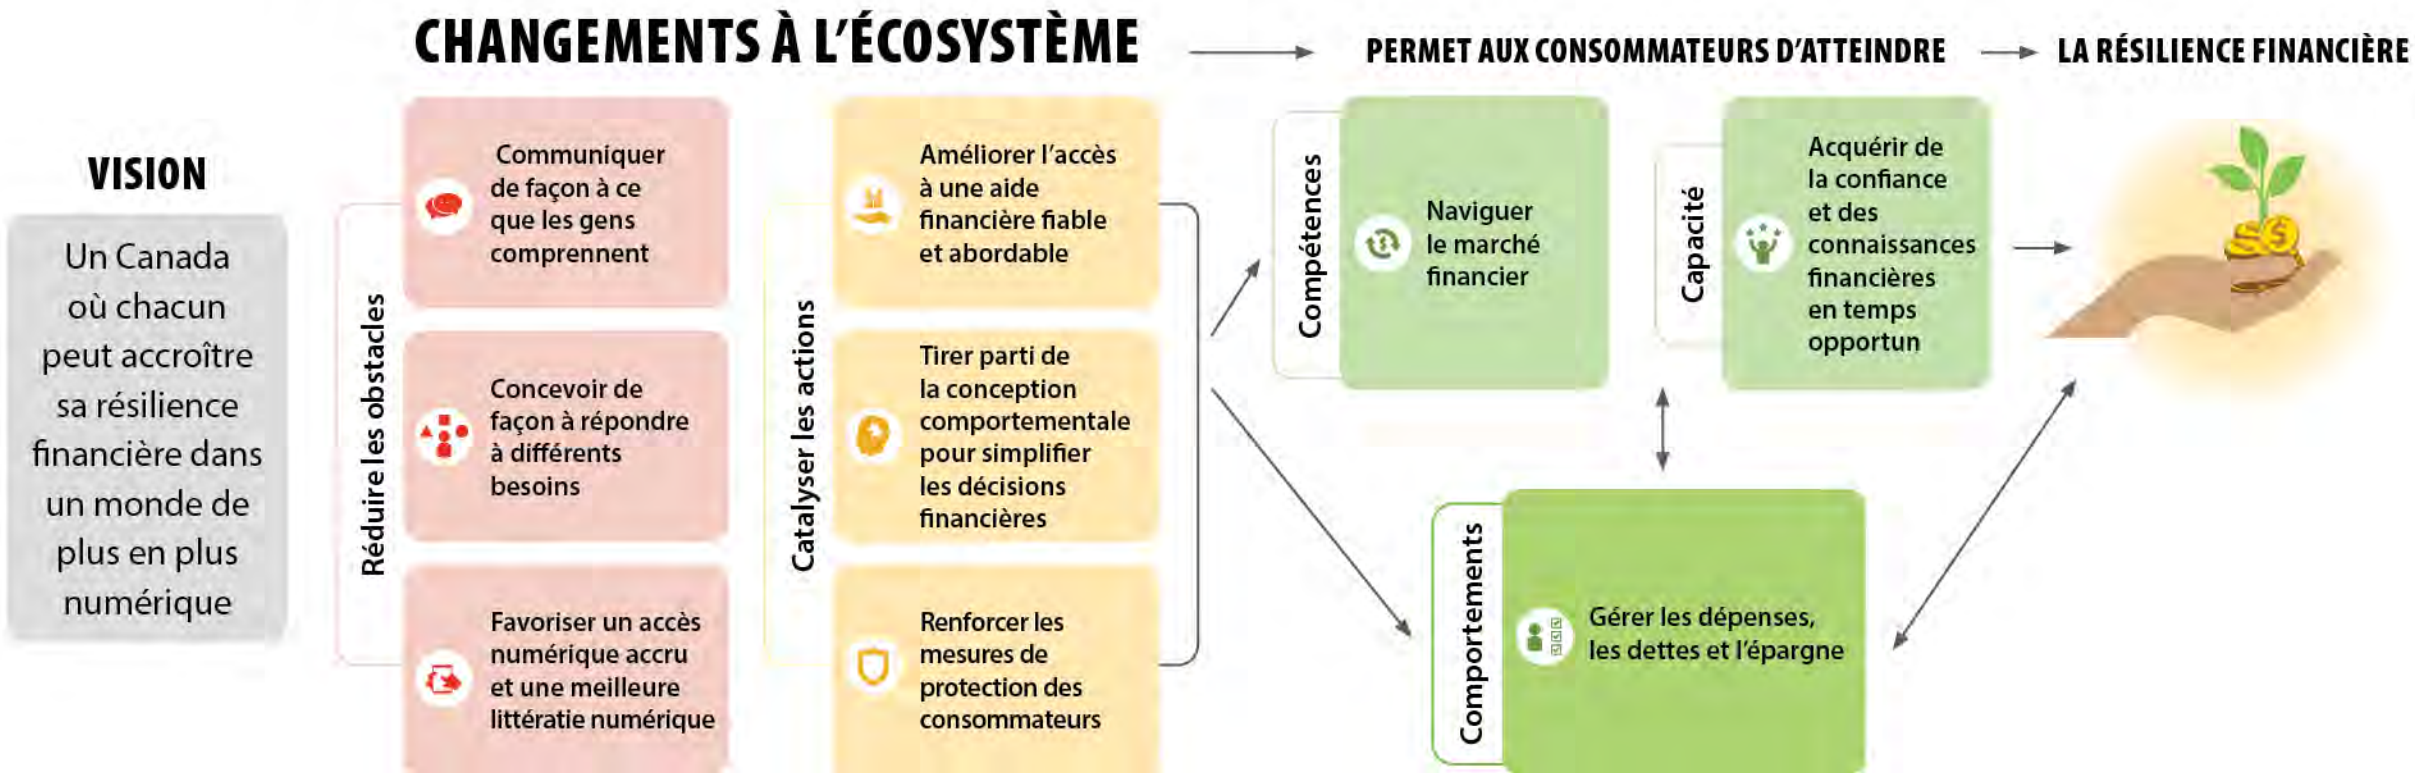 CHANGEMENTS À L'ÉCOSYSTÈME
PERMET AUX CONSOMMATEURS D'ATTEINDRE
LA RÉSILIENCE FINANCIÈRE
VISION
Un Canada
où chacun
peut accroître
sa résilience
financière dans
un monde de
plus en plus
numérique
Réduire les obstacles
Communiquer
de façon à ce
que les gens
comprennent
Concevoir de
façon à répondre
à différents
besoins
Favoriser un accès
numérique accru
et une meilleure
littératie numérique
Catalyser les actions
Améliorer l'accès
à une aide
financière fiable
et abordable
Tirer parti de
la conception
comportementale
pour simplifier
les décisions
financières
Renforcer les
mesures de
protection des
consommateurs
Compétences
Naviguer
le marché
financier
Capacité
Acquérir de
la confiance
et des
connaissances
financières
en temps
opportun
Comportements
Gérer les dépenses,
les dettes et l'épargne